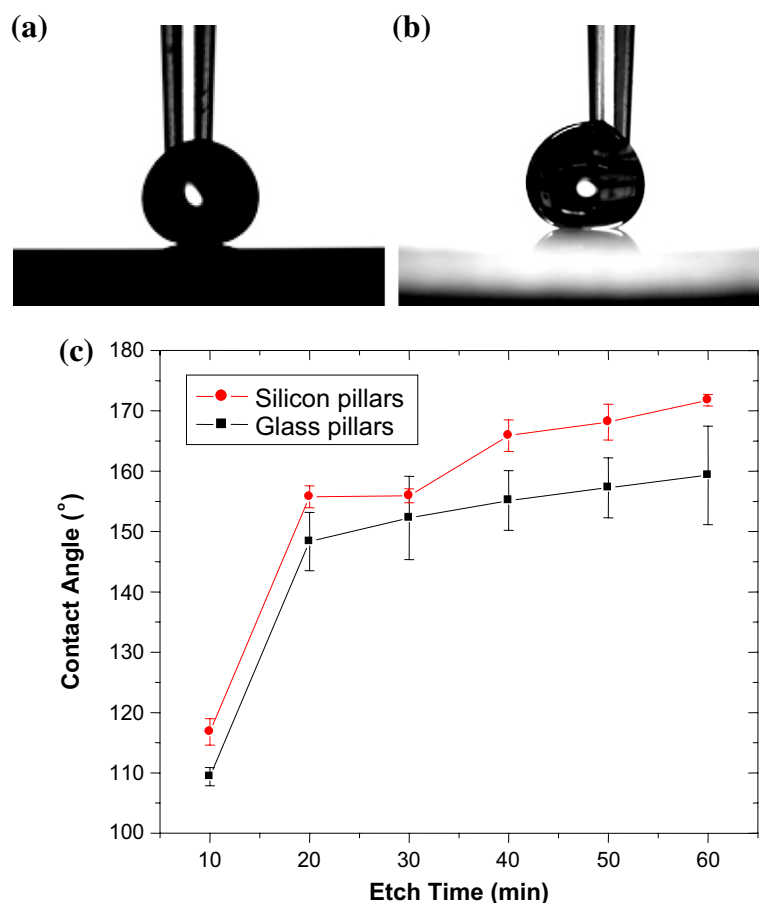 (a)
(b)
(c)
180
170
160
150
140
130
120
110
100
Contact Angle (°)
Silicon pillars
Glass pillars
10 20 30 40 50 60
Etch Time (min)